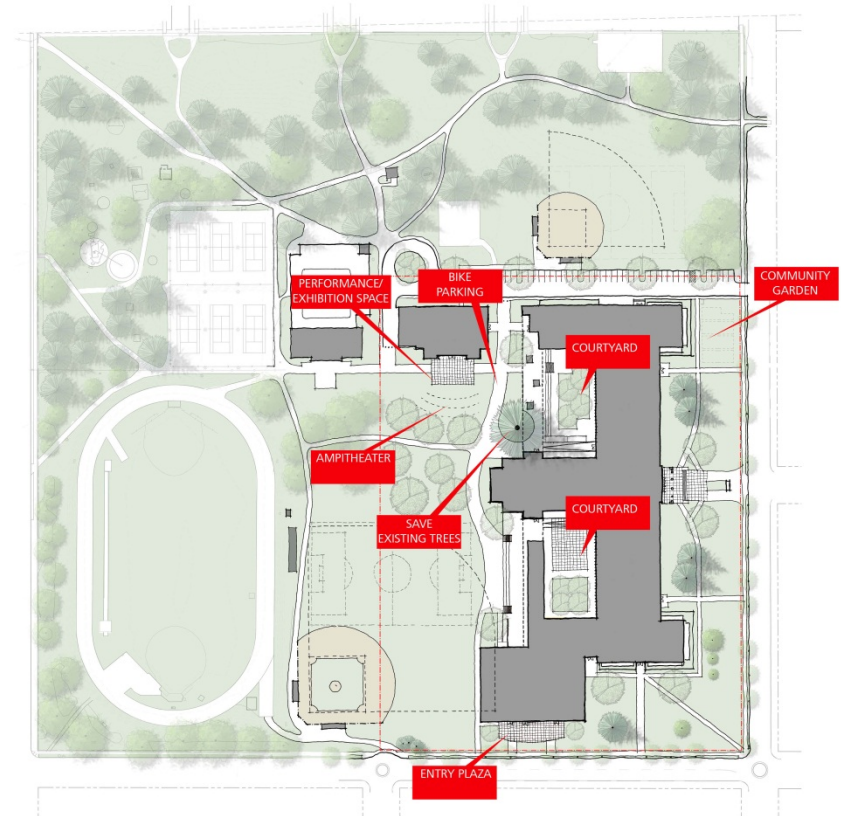 PERFORMANCE/
EXHIBITION SPACE
BIKE
PARKING
COMMUNITY
GARDEN
COURTYARD
AMPITHEATER
SAVE
EXISTING TREES
COURTYARD
ENTRY PLAZA